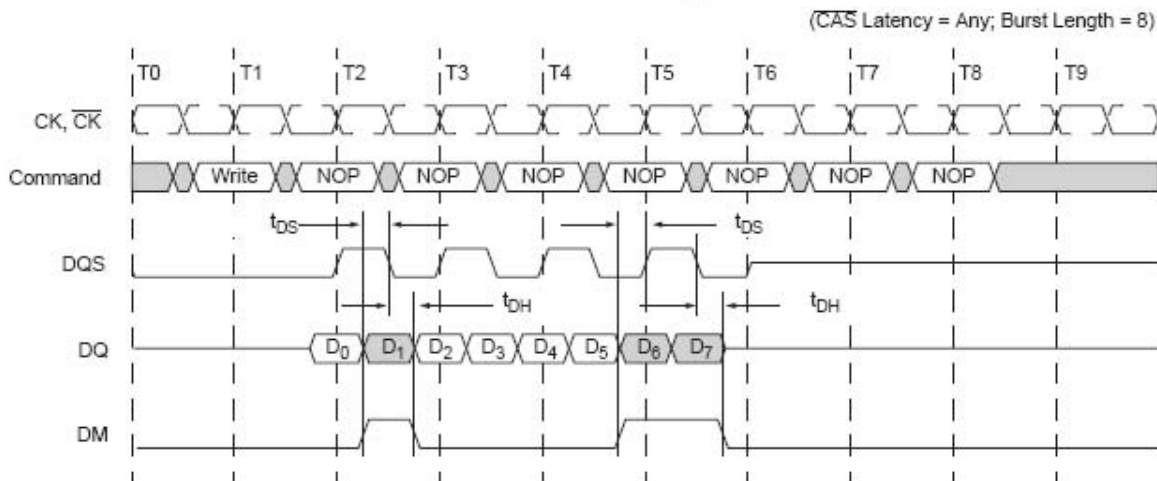 (CAS Latency = Any; Burst Length = 8)
T0 T1 T2 T3 T4 T5 T6 T7 T8 T9
CK, CK
Command Write NOP NOP NOP NOP NOP NOP NOP
tDS tDS
DQS
tDH tDH
DQ D0 D1 D2 D3 D4 D5 D6 D7
DM